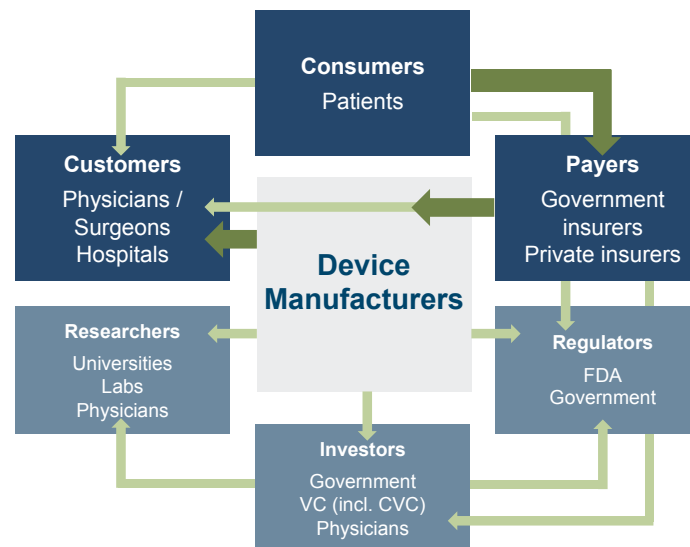 Consumers
Patients
Customers
Physicians /
Surgeons
Hospitals
Payers
Government
insurers
Private insurers
Device
Manufacturers
Researchers
Universities
Labs
Physicians
Regulators
FDA
Government
Investors
Government
VC (incl. CVC)
Physicians